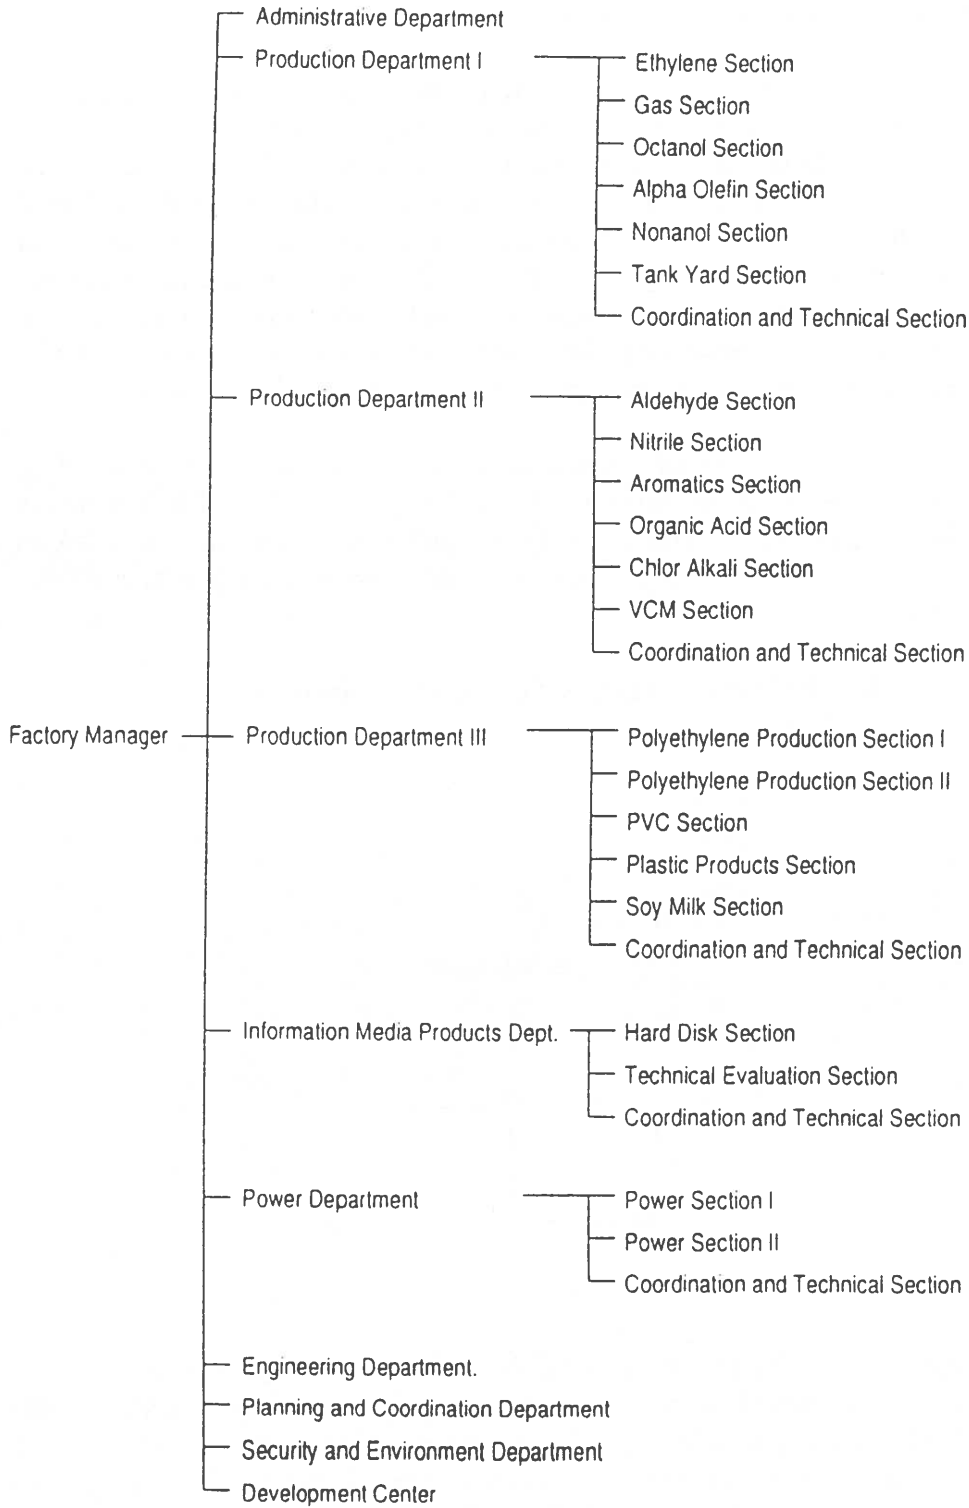 Administrative Department
Production Department I
Ethylene Section
Gas Section
Octanol Section
Alpha Olefin Section
Nonanol Section
Tank Yard Section
Coordination and Technical Section
Production Department II
Aldehyde Section
Nitrile Section
Aromatics Section
Organic Acid Section
Chlor Alkali Section
VCM Section
Coordination and Technical Section
Factory Manager
Production Department III
Polyethylene Production Section I
Polyethylene Production Section II
PVC Section
Plastic Products Section
Soy Milk Section
Coordination and Technical Section
Information Media Products Dept.
Hard Disk Section
Technical Evaluation Section
Coordination and Technical Section
Power Department
Power Section I
Power Section II
Coordination and Technical Section
Engineering Department.
Planning and Coordination Department
Security and Environment Department
Development Center